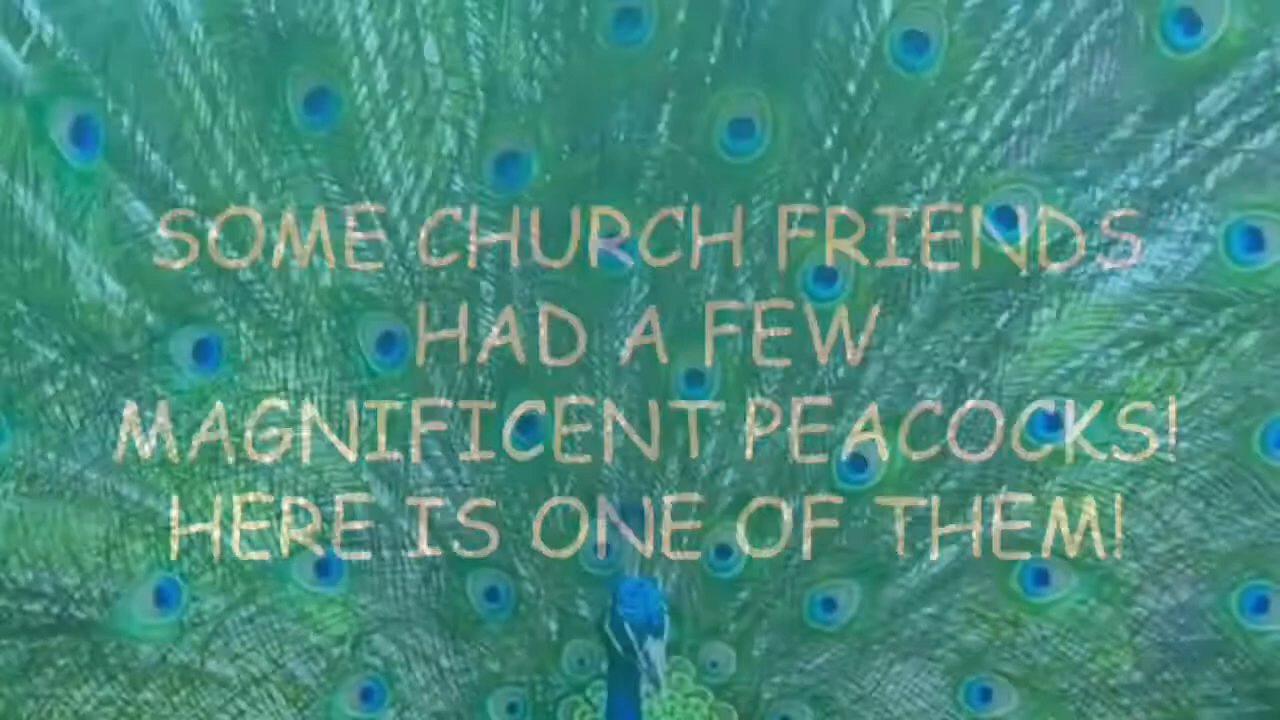 SOME CHURCH FRIENDS
HAD A FEW
MAGNIFICENT PEACOCKS!
HERE IS ONE OF THEM!